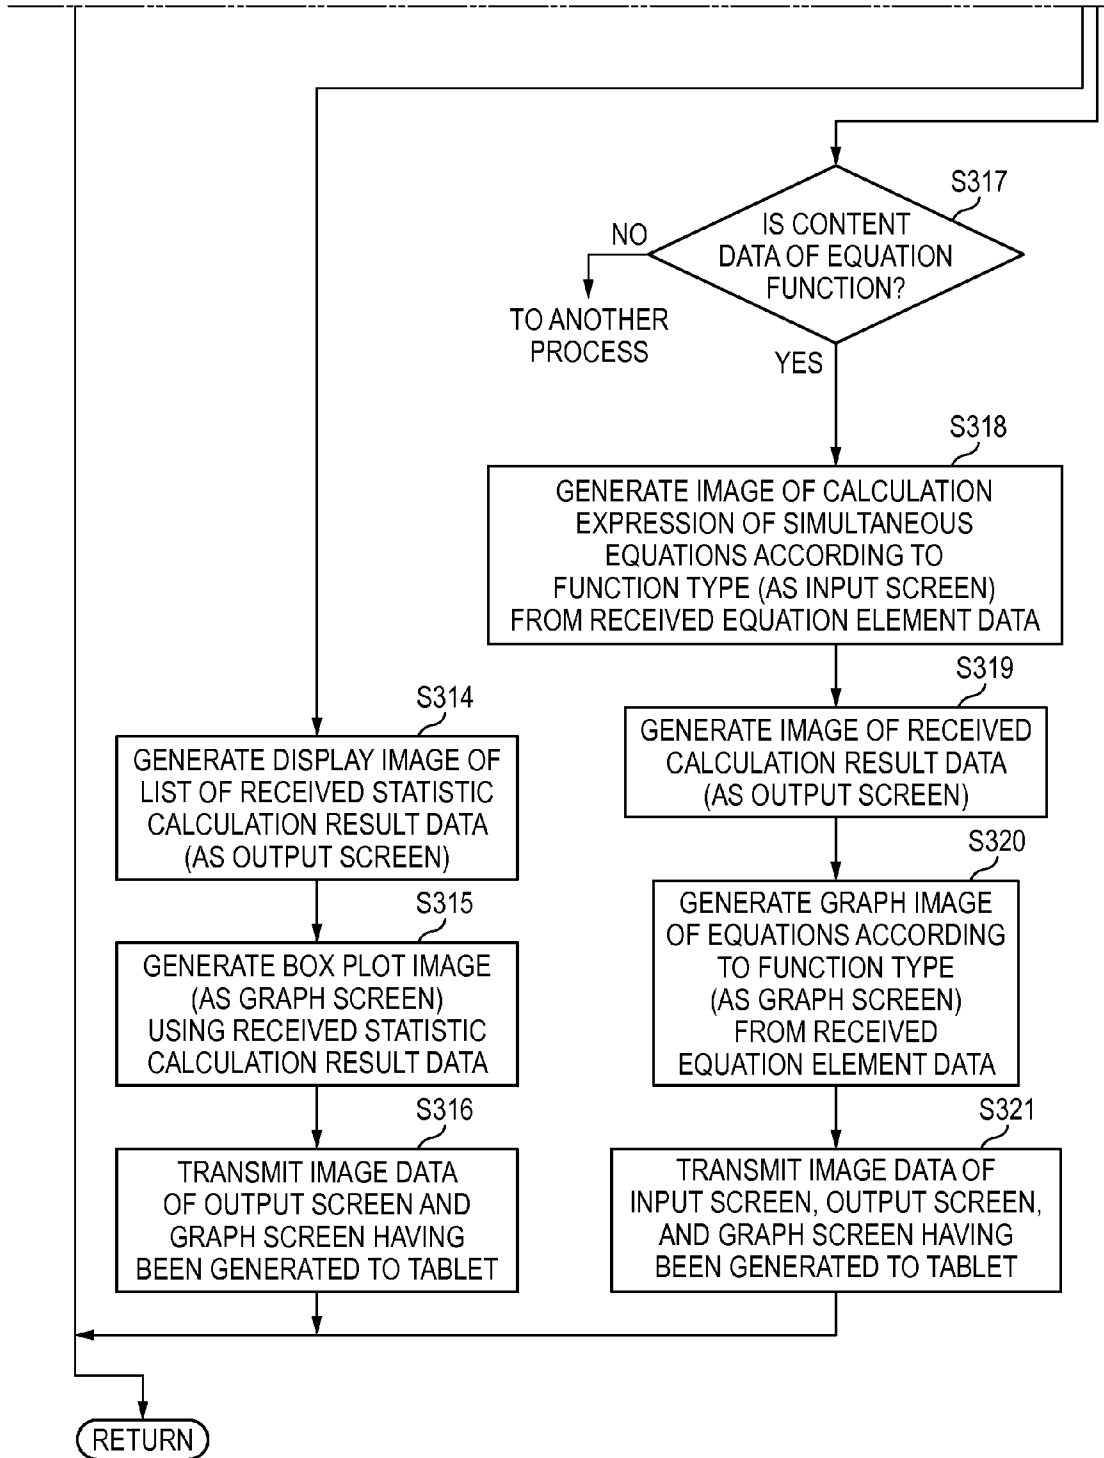 S317
IS CONTENT
DATA OF EQUATION
FUNCTION?
NO
TO ANOTHER
PROCESS
YES
S318
GENERATE IMAGE OF CALCULATION
EXPRESSION OF SIMULTANEOUS
EQUATIONS ACCORDING TO
FUNCTION TYPE (AS INPUT SCREEN)
FROM RECEIVED EQUATION ELEMENT DATA
S319
GENERATE IMAGE OF RECEIVED
CALCULATION RESULT DATA
(AS OUTPUT SCREEN)
S320
GENERATE GRAPH IMAGE
OF EQUATIONS ACCORDING
TO FUNCTION TYPE
(AS GRAPH SCREEN)
FROM RECEIVED
EQUATION ELEMENT DATA
S321
TRANSMIT IMAGE DATA OF
INPUT SCREEN, OUTPUT SCREEN,
AND GRAPH SCREEN HAVING
BEEN GENERATED TO TABLET
S314
GENERATE DISPLAY IMAGE OF
LIST OF RECEIVED STATISTIC
CALCULATION RESULT DATA
(AS OUTPUT SCREEN)
S315
GENERATE BOX PLOT IMAGE
(AS GRAPH SCREEN)
USING RECEIVED STATISTIC
CALCULATION RESULT DATA
S316
TRANSMIT IMAGE DATA
OF OUTPUT SCREEN AND
GRAPH SCREEN HAVING
BEEN GENERATED TO TABLET
RETURN